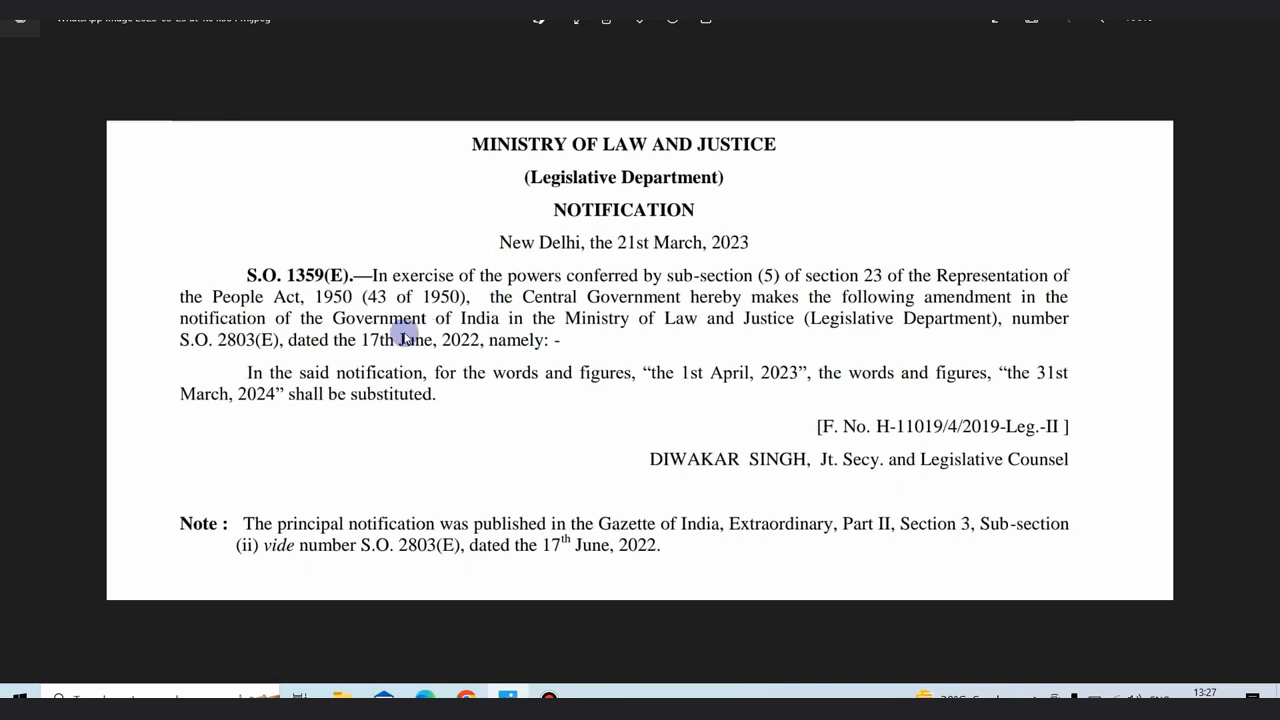 MINISTRY OF LAW AND JUSTICE
(Legislative Department)
NOTIFICATION
New Delhi, the 21st March, 2023
S.O. 1359(E).—In exercise of the powers conferred by sub-section (5) of section 23 of the Representation of
the People Act, 1950 (43 of 1950), the Central Government hereby makes the following amendment in the
notification of the Government of India in the Ministry of Law and Justice (Legislative Department), number
S.O. 2803(E), dated the 17th June, 2022, namely: -
In the said notification, for the words and figures, “the 1st April, 2023”, the words and figures, “the 31st
March, 2024” shall be substituted.
[F. No. H-11019/4/2019-Leg.-II ]
DIWAKAR SINGH, Jt. Secy. and Legislative Counsel
Note : The principal notification was published in the Gazette of India, Extraordinary, Part II, Section 3, Sub-section
(ii) vide number S.O. 2803(E), dated the 17th June, 2022.
13:27